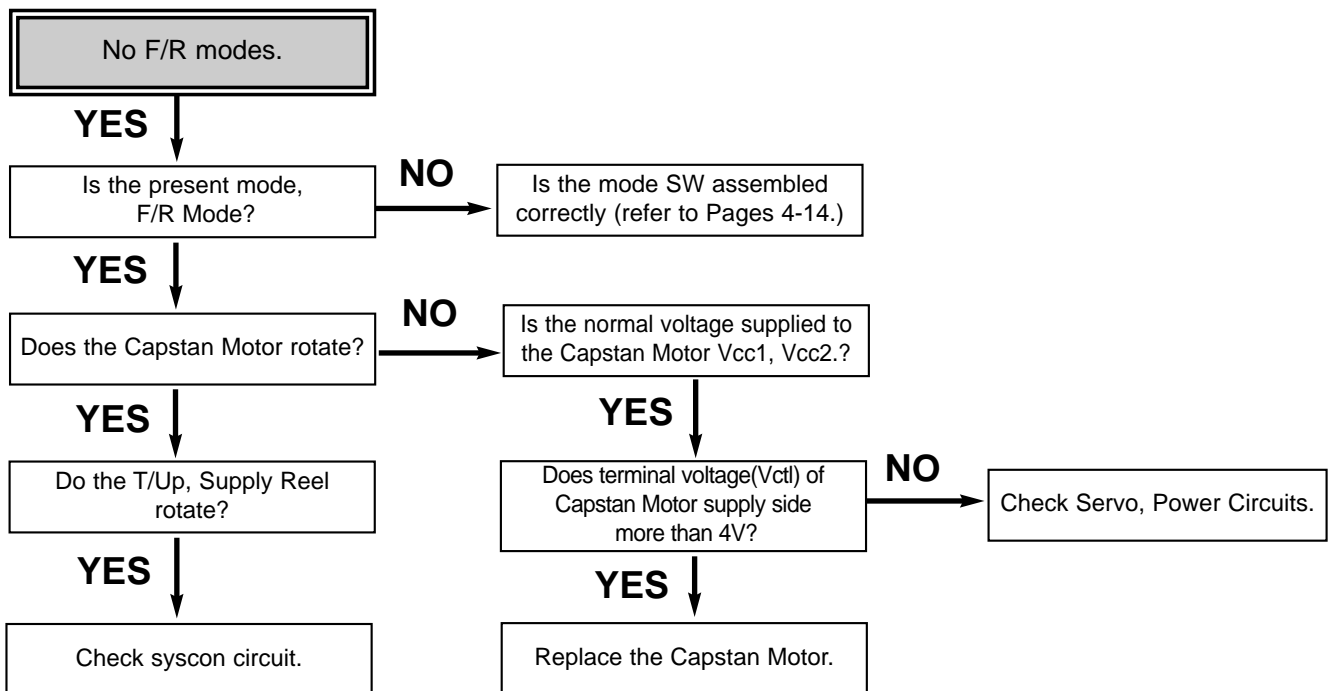 No F/R modes.
YES
Is the present mode,
F/R Mode?
NO
Is the mode SW assembled
correctly (refer to Pages 4-14.)
YES
Does the Capstan Motor rotate?
NO
Is the normal voltage supplied to
the Capstan Motor Vcc1, Vcc2.?
YES
YES
Do the T/Up, Supply Reel
rotate?
Does terminal voltage(Vctl) of
Capstan Motor supply side
more than 4V?
NO
Check Servo, Power Circuits.
YES
YES
Check syscon circuit.
Replace the Capstan Motor.